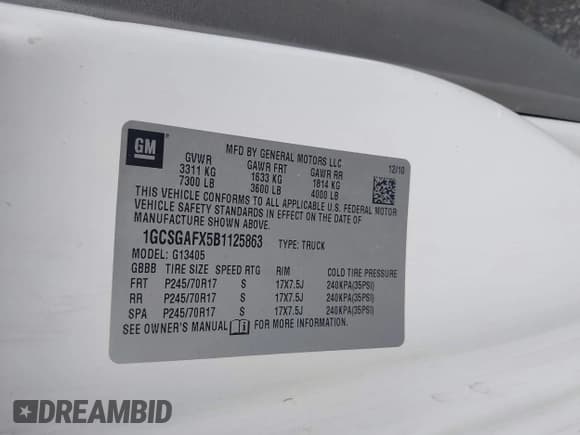 GM
MFD BY GENERAL MOTORS LLC
12/10
GVWR GAWR FRT GAWR RR
3311 KG 1633 KG 1814 KG
7300 LB 3600 LB 4000 LB
THIS VEHICLE CONFORMS TO ALL APPLICABLE U.S. FEDERAL MOTOR
VEHICLE SAFETY STANDARDS IN EFFECT ON THE DATE OF
MANUFACTURE SHOWN ABOVE.
1GCSGAFX5B1125863 TYPE: TRUCK
MODEL: G13405
GBBB TIRE SIZE SPEED RTG RIM COLD TIRE PRESSURE
FRT P245/70R17 S 17X7.5J 240KPA(35PSI)
RR P245/70R17 S 17X7.5J 240KPA(35PSI)
SPA P245/70R17 S 17X7.5J 240KPA(35PSI)
SEE OWNER'S MANUAL i FOR MORE INFORMATION.
DREAMBID